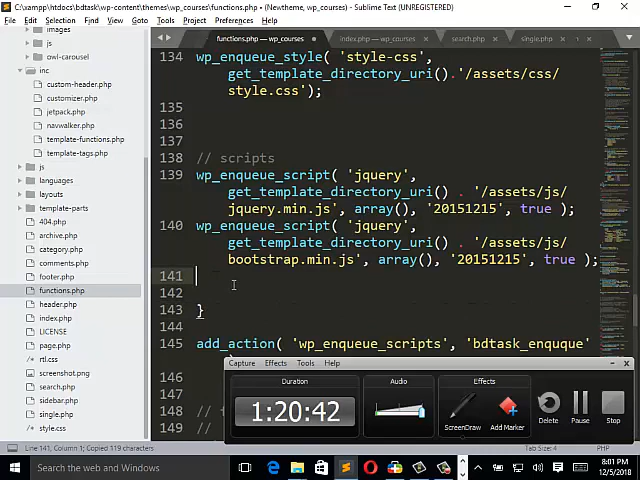 C:\xampp\htdocs\bdtask\wp-content\themes\wp_courses\functions.php (Newtheme, wp_courses) - Sublime Text (UNREGISTERED)
File Edit Selection Find View Goto Tools Project Preferences Help
images
js
owl-carousel
inc
custom-header.php
customizer.php
jetpack.php
navwalker.php
template-functions.php
template-tags.php
js
languages
layouts
template-parts
404.php
archive.php
category.php
comments.php
footer.php
functions.php
header.php
index.php
LICENSE
page.php
rtl.css
screenshot.png
search.php
sidebar.php
single.php
style.css
functions.php — wp_courses
index.php — wp_courses
search.php
single.php
1
134 wp_enqueue_style( 'style-css',
get_template_directory_uri().'/assets/css/
style.css');
135
136
137
138 // scripts
139 wp_enqueue_script( 'jquery',
get_template_directory_uri() . '/assets/js/
jquery.min.js', array(), '20151215', true );
140 wp_enqueue_script( 'jquery',
get_template_directory_uri() . '/assets/js/
bootstrap.min.js', array(), '20151215', true );
141
142
143 }
144
145 add_action( 'wp_enqueue_scripts', 'bdtask_enquque'
146
147
148 //
149 //
Capture Effects Tools Help
Duration
1:20:42
Audio
Effects
ScreenDraw
Add Marker
Delete
Pause
Stop
Line 141, Column 1; Copied 119 characters
Tab Size: 4
PHP
Search the web and Windows
8:01 PM
12/5/2018